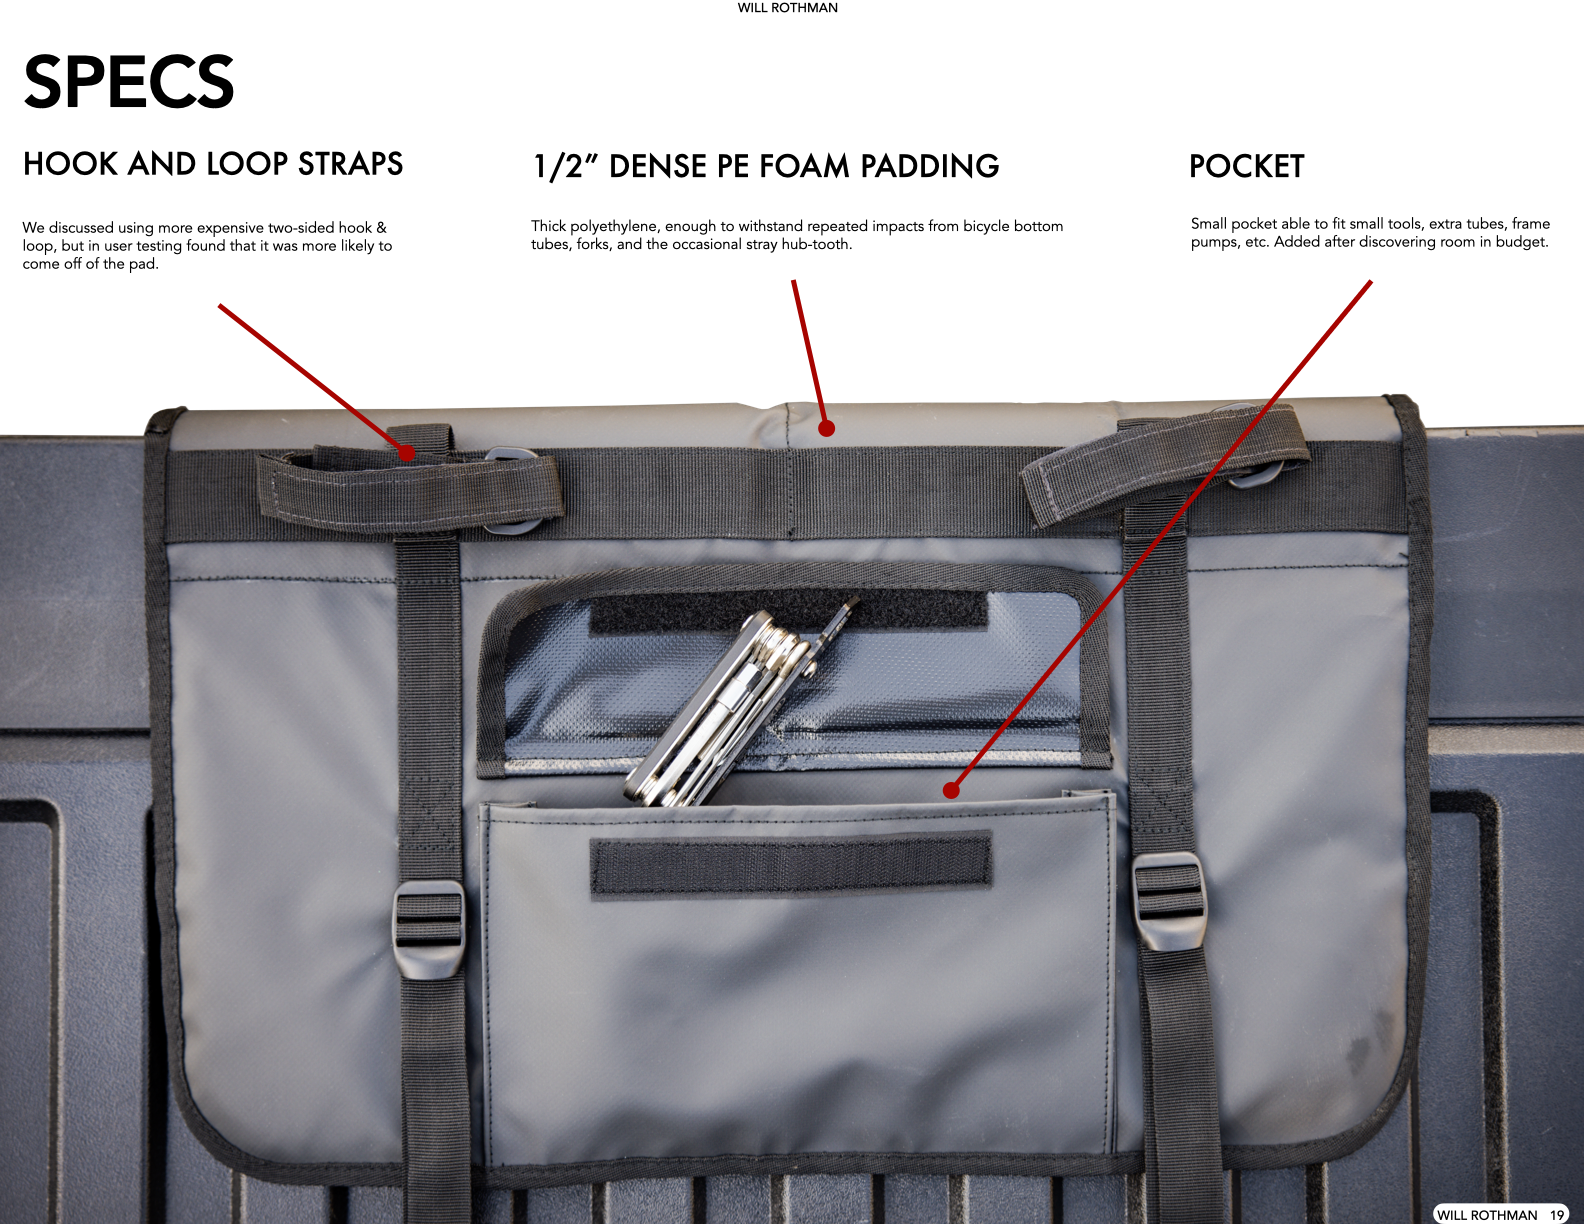 WILL ROTHMAN
SPECS
HOOK AND LOOP STRAPS
We discussed using more expensive two-sided hook &
loop, but in user testing found that it was more likely to
come off of the pad.
1/2” DENSE PE FOAM PADDING
Thick polyethylene, enough to withstand repeated impacts from bicycle bottom
tubes, forks, and the occasional stray hub-tooth.
POCKET
Small pocket able to fit small tools, extra tubes, frame
pumps, etc. Added after discovering room in budget.
WILL ROTHMAN 19